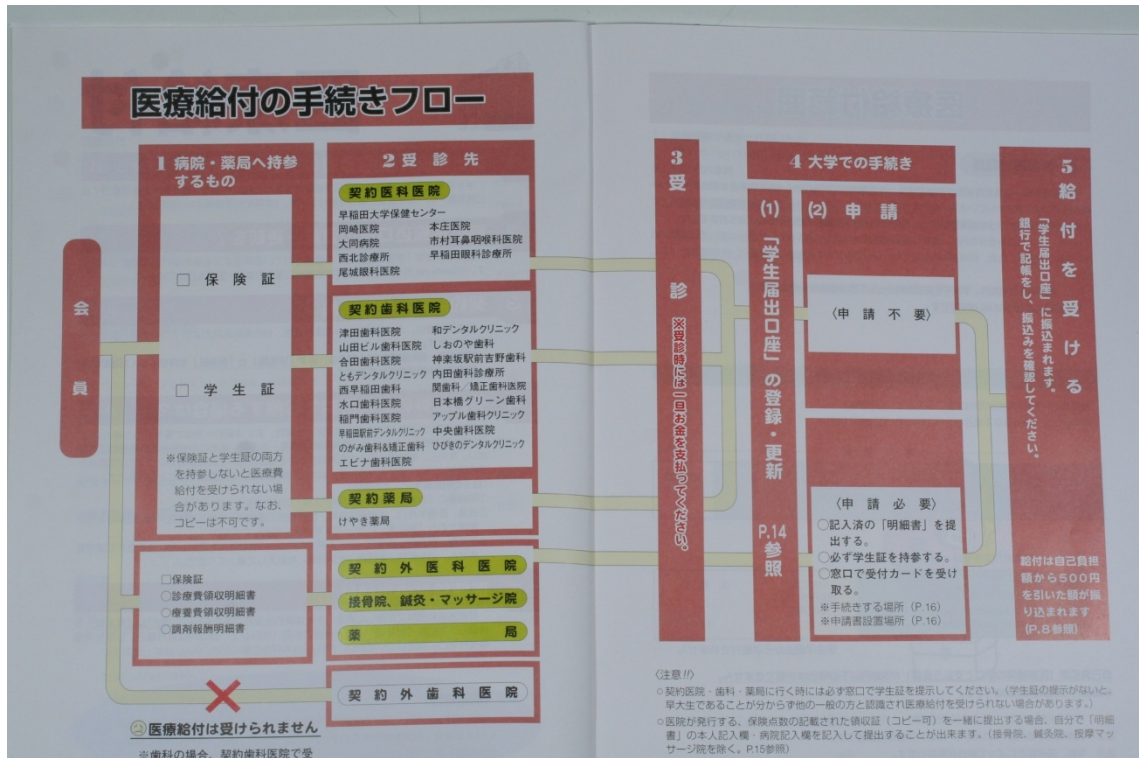 医療給付の手続きフロー
会員
1 病院・薬局へ持参
するもの
□ 保険証
□ 学生証
※保険証と学生証の両方
を持参しないと医療費
給付を受けられない場
合があります。なお、
コピーは不可です。
□保険証
○診療費領収明細書
○療養費領収明細書
○調剤報酬明細書
2 受診先
契約医科医院
早稲田大学保健センター
岡崎医院 本庄医院
大同病院 市村耳鼻咽喉科医院
西北診療所 早稲田眼科診療所
尾城眼科医院
契約歯科医院
津田歯科医院 和デンタルクリニック
山田ビル歯科医院 しおのや歯科
合田歯科医院 神楽坂駅前吉野歯科
ともデンタルクリニック 内田歯科診療所
西早稲田歯科 関歯科/矯正歯科医院
水口歯科医院 日本橋グリーン歯科
稲門歯科医院 アップル歯科クリニック
早稲田駅前デンタルクリニック 中央歯科医院
のがみ歯科&矯正歯科 ひびきのデンタルクリニック
エビナ歯科医院
契約薬局
けやき薬局
契約外医科医院
接骨院、鍼灸・マッサージ院
薬局
契約外歯科医院
医療給付は受けられません
※歯科の場合、契約歯科医院で受
3 受診
※受診時には一旦お金を支払ってください。
4 大学での手続き
(1) 「学生届出口座」の登録・更新 P.14参照
(2) 申請
〈申請不要〉
〈申請必要〉
○記入済の「明細書」を提
出する。
○必ず学生証を持参する。
○窓口で受付カードを受け
取る。
※手続きする場所(P.16)
※申請書設置場所(P.16)
5 給付を受ける
「学生届出口座」に振込まれます。
銀行で記帳をし、振込みを確認してください。
給付は自己負担
額から500円
を引いた額が振
り込まれます
(P.8参照)
〈注意!!〉
○契約医院・歯科・薬局に行く時には必ず窓口で学生証を提示してください。(学生証の提示がないと、
早大生であることが分からず他の一般の方と認識され医療給付を受けられない場合があります。)
○医院が発行する、保険点数の記載された領収証(コピー可)を一緒に提出する場合、自分で「明細
書」の本人記入欄・病院記入欄を記入して提出することが出来ます。(接骨院、鍼灸院、按摩マッ
サージ院を除く。P.15参照)